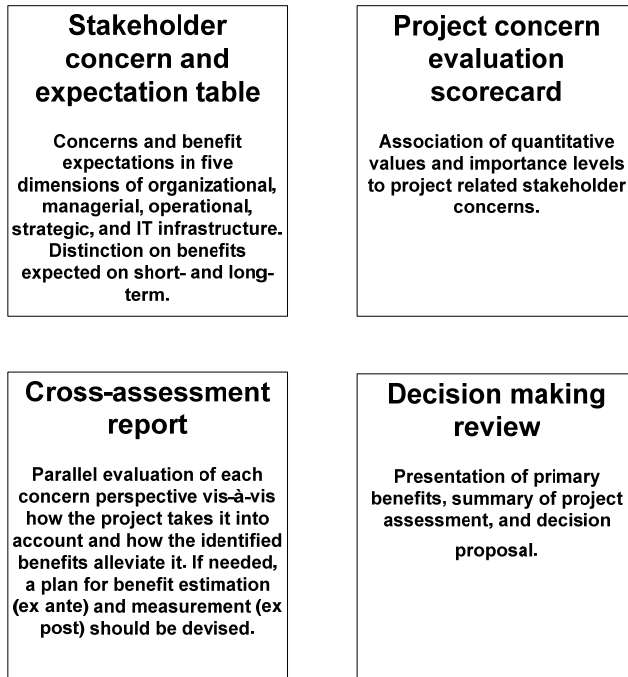 Stakeholder
concern and
expectation table
Concerns and benefit
expectations in five
dimensions of organizational,
managerial, operational,
strategic, and IT infrastructure.
Distinction on benefits
expected on short- and long-
term.
Project concern
evaluation
scorecard
Association of quantitative
values and importance levels
to project related stakeholder
concerns.
Cross-assessment
report
Parallel evaluation of each
concern perspective vis-à-vis
how the project takes it into
account and how the identified
benefits alleviate it. If needed,
a plan for benefit estimation
(ex ante) and measurement (ex
post) should be devised.
Decision making
review
Presentation of primary
benefits, summary of project
assessment, and decision
proposal.